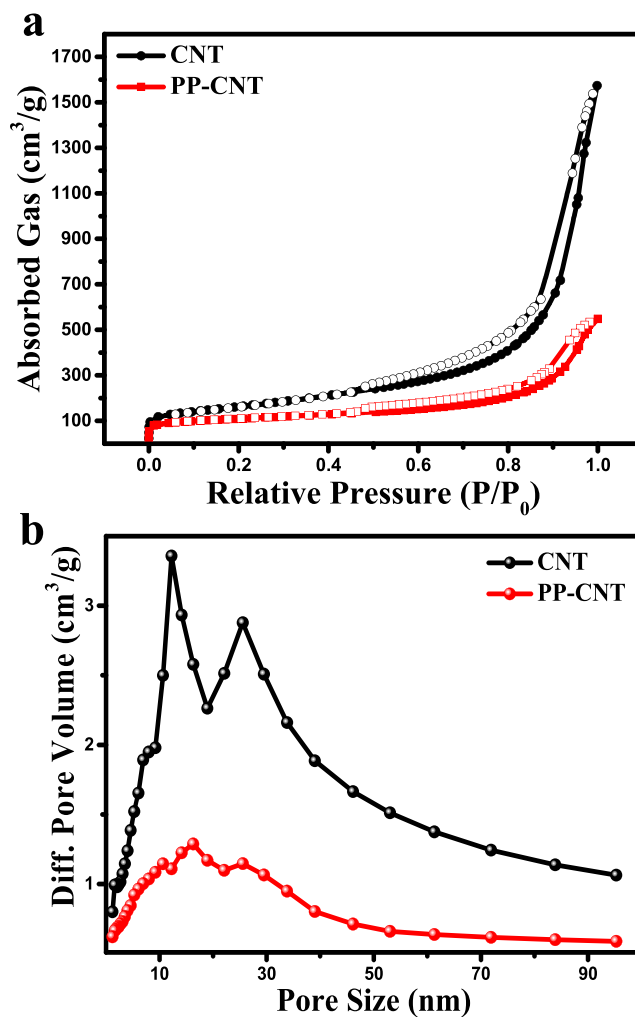 a
CNT
PP-CNT
1700
1500
1300
1100
900
700
500
300
100
Absorbed Gas (cm³/g)
0.0 0.2 0.4 0.6 0.8 1.0
Relative Pressure (P/P₀)
b
CNT
PP-CNT
3
2
1
Diff. Pore Volume (cm³/g)
10 30 50 70 90
Pore Size (nm)